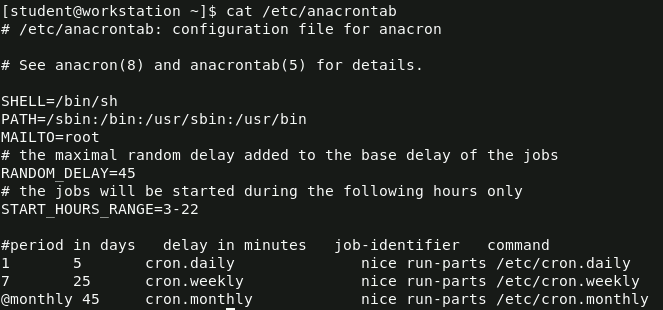 [student@workstation ~]$ cat /etc/anacrontab
# /etc/anacrontab: configuration file for anacron
# See anacron(8) and anacrontab(5) for details.
SHELL=/bin/sh
PATH=/sbin:/bin:/usr/sbin:/usr/bin
MAILTO=root
# the maximal random delay added to the base delay of the jobs
RANDOM_DELAY=45
# the jobs will be started during the following hours only
START_HOURS_RANGE=3-22
#period in days   delay in minutes   job-identifier   command
1       5       cron.daily              nice run-parts /etc/cron.daily
7       25      cron.weekly             nice run-parts /etc/cron.weekly
@monthly 45     cron.monthly            nice run-parts /etc/cron.monthly